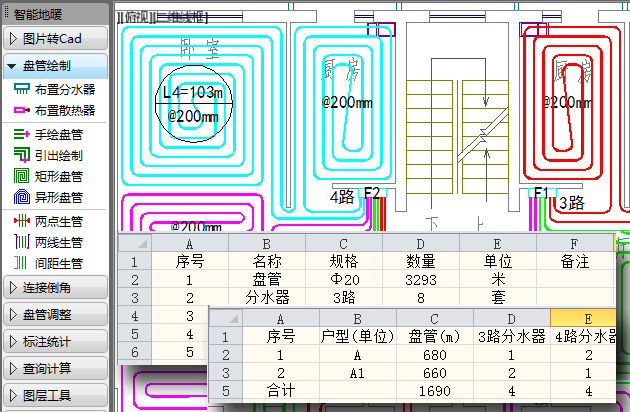 智能地暖
图片转Cad
盘管绘制
布置分水器
布置散热器
手绘盘管
引出绘制
矩形盘管
异形盘管
两点生管
两线生管
间距生管
连接倒角
盘管调整
标注统计
查询计算
图层工具
][俯视][二维线框]
卧室
L4=103m
@200mm
厨房
@200mm
厨房
@200mm
4路
F2
F1
3路
@200mm
下 上
A B C D E F
1 序号 名称 规格 数量 单位 备注
2 1 盘管 Φ20 3293 米
3 2 分水器 3路 8 套
4 3
5 4
6 5
A B C D E
1 序号 户型(单位) 盘管(m) 3路分水器 4路分水器
2 1 A 680 1 2
3 2 A1 660 2 1
5 合计 1690 4 4